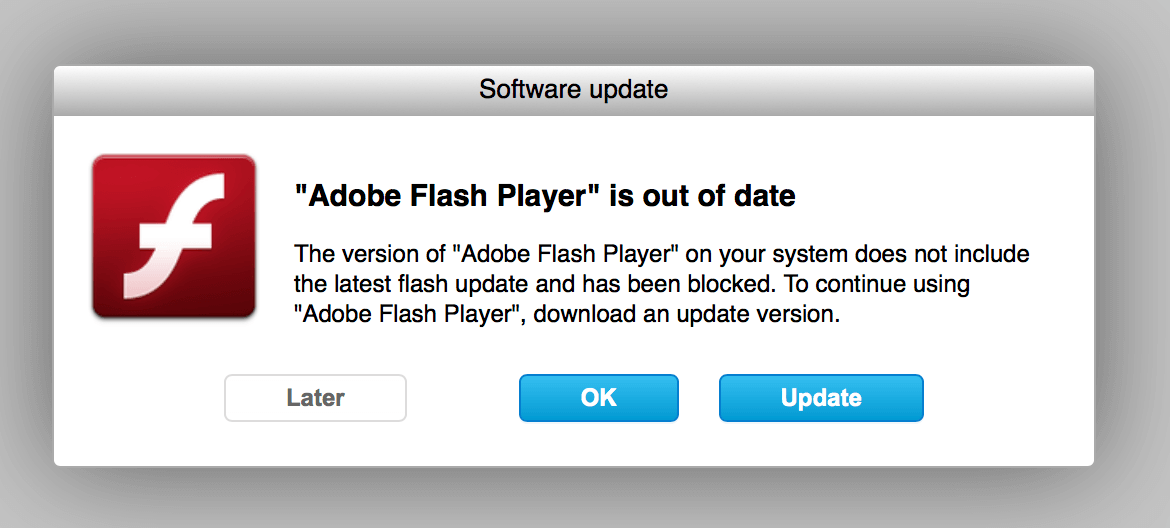 Software update
"Adobe Flash Player" is out of date
The version of "Adobe Flash Player" on your system does not include
the latest flash update and has been blocked. To continue using
"Adobe Flash Player", download an update version.
Later
OK
Update